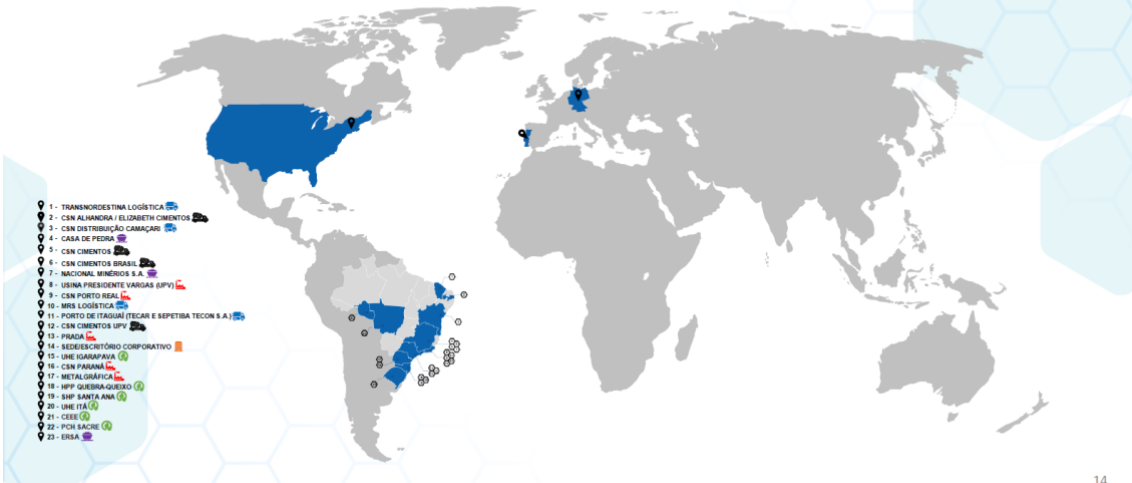 1 - TRANSNORDESTINA LOGÍSTICA
2 - CSN ALHANDRA / ELIZABETH CIMENTOS
3 - CSN DISTRIBUIÇÃO CAMAÇARI
4 - CASA DE PEDRA
5 - CSN CIMENTOS
6 - CSN CIMENTOS BRASIL
7 - NACIONAL MINÉRIOS S.A.
8 - USINA PRESIDENTE VARGAS (UPV)
9 - CSN PORTO REAL
10 - MRS LOGÍSTICA
11 - PORTO DE ITAGUAÍ (TECAR E SEPETIBA TECON S.A.)
12 - CSN CIMENTOS UPV
13 - PRADA
14 - SEDE/ESCRITÓRIO CORPORATIVO
15 - UHE IGARAPAVA
16 - CSN PARANÁ
17 - METALGRÁFICA
18 - HPP QUEBRA-QUEIXO
19 - SHP SANTA ANA
20 - UHE ITÁ
21 - CEEE
22 - PCH SACRE
23 - ERSA
14